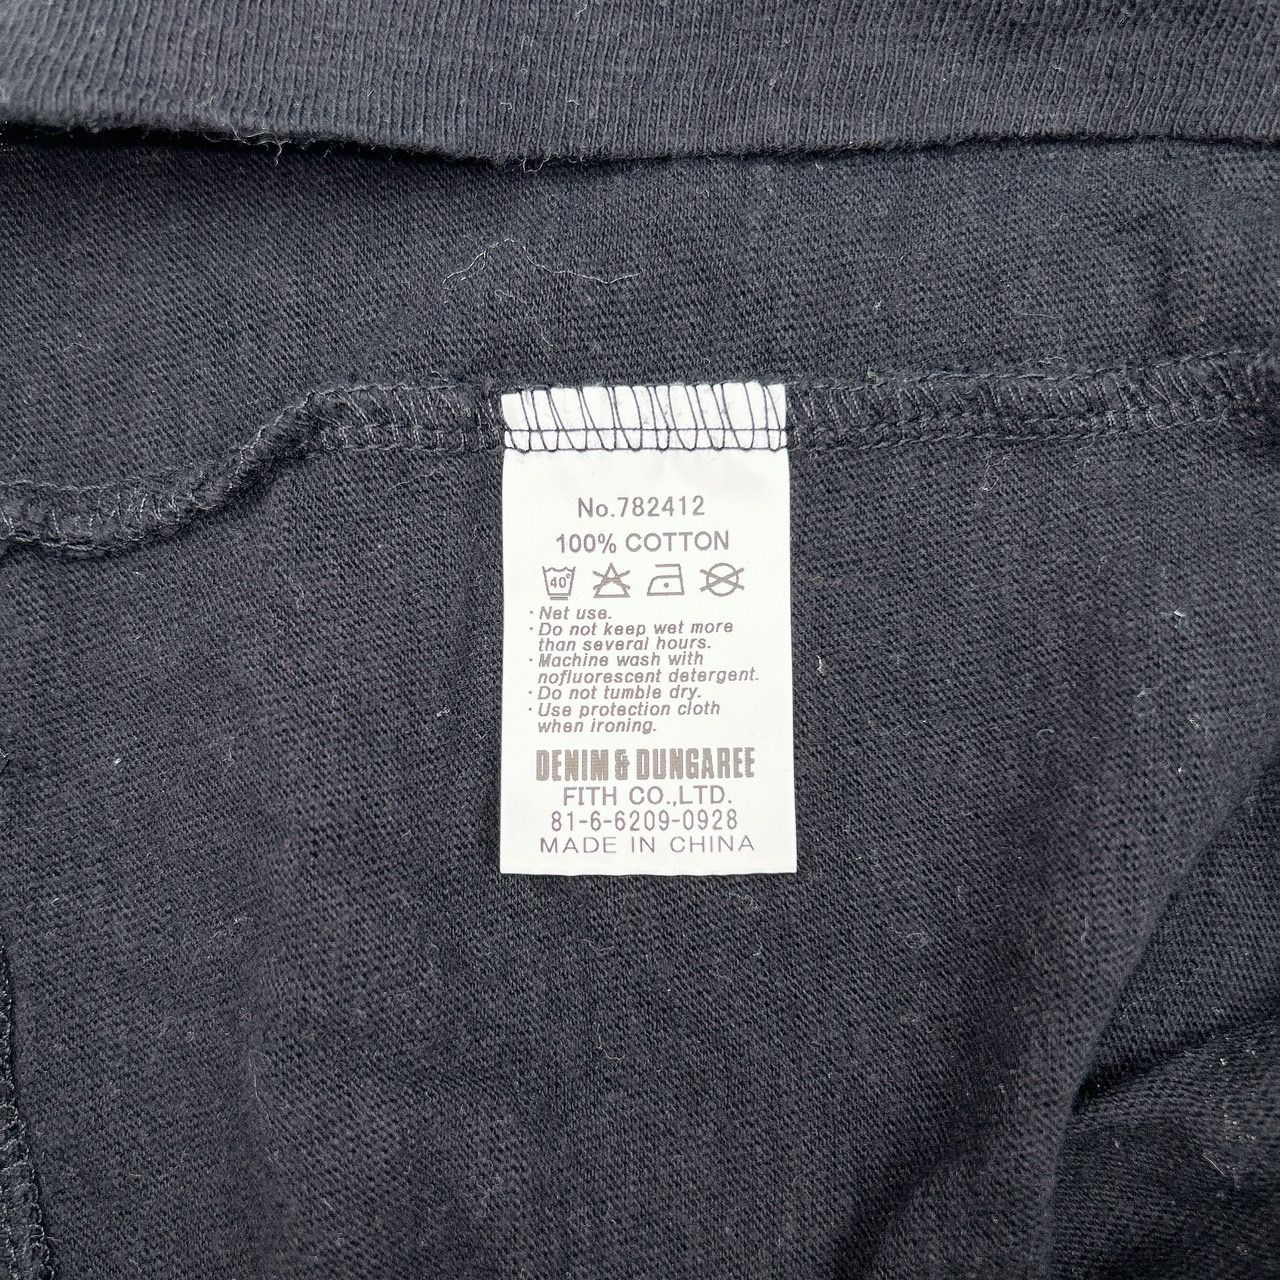 No.782412
100% COTTON
40°
· Net use.
· Do not keep wet more
than several hours.
· Machine wash with
nofluorescent detergent.
· Do not tumble dry.
· Use protection cloth
when ironing.
DENIM & DUNGAREE
FITH CO.,LTD.
81-6-6209-0928
MADE IN CHINA